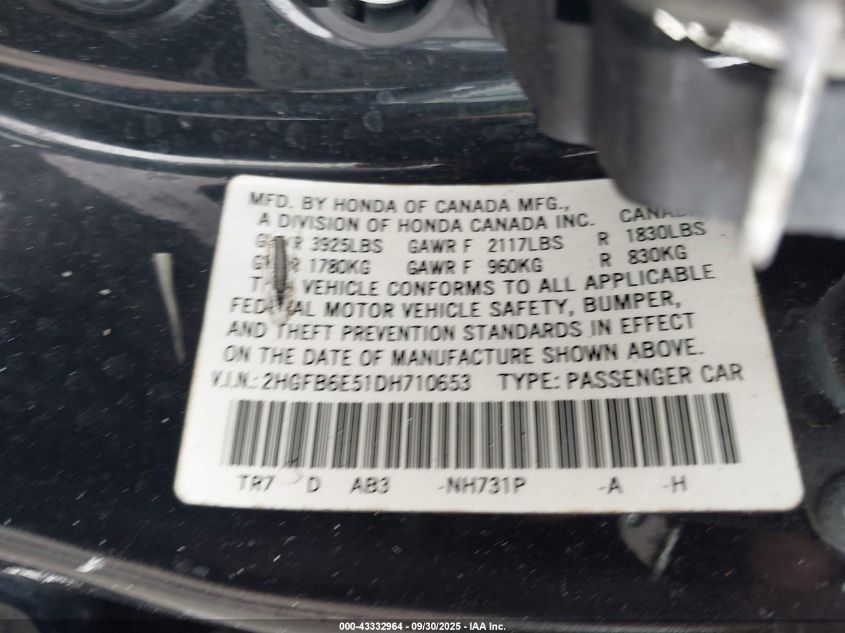 MFD. BY HONDA OF CANADA MFG.,
A DIVISION OF HONDA CANADA INC.
3925LBS GAWR F 2117LBS R 1830LBS
1780KG GAWR F 960KG R 830KG
VEHICLE CONFORMS TO ALL APPLICABLE
MOTOR VEHICLE SAFETY, BUMPER,
AND THEFT PREVENTION STANDARDS IN EFFECT
ON THE DATE OF MANUFACTURE SHOWN ABOVE.
V.I.N.: 2HGFB6E51DH710653 TYPE: PASSENGER CAR
TR7 D AB3 -NH731P -A -H
000-43332964 - 09/30/2025 - IAA Inc.